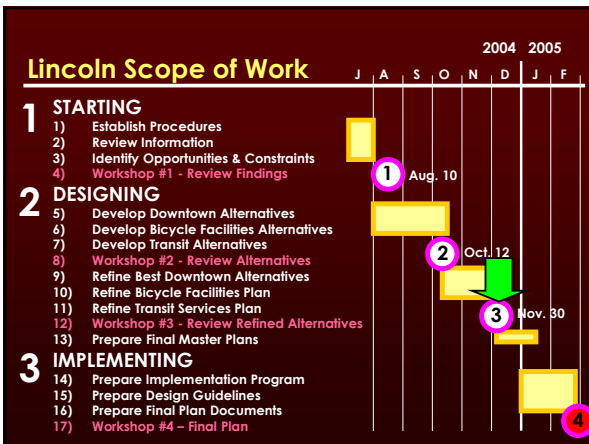 2004 2005
Lincoln Scope of Work
J A S O N D J F
1 STARTING
1) Establish Procedures
2) Review Information
3) Identify Opportunities & Constraints
4) Workshop #1 - Review Findings
1 Aug. 10
2 DESIGNING
5) Develop Downtown Alternatives
6) Develop Bicycle Facilities Alternatives
7) Develop Transit Alternatives
8) Workshop #2 - Review Alternatives
2 Oct. 12
9) Refine Best Downtown Alternatives
10) Refine Bicycle Facilities Plan
11) Refine Transit Services Plan
12) Workshop #3 - Review Refined Alternatives
3 Nov. 30
13) Prepare Final Master Plans
3 IMPLEMENTING
14) Prepare Implementation Program
15) Prepare Design Guidelines
16) Prepare Final Plan Documents
17) Workshop #4 – Final Plan
4